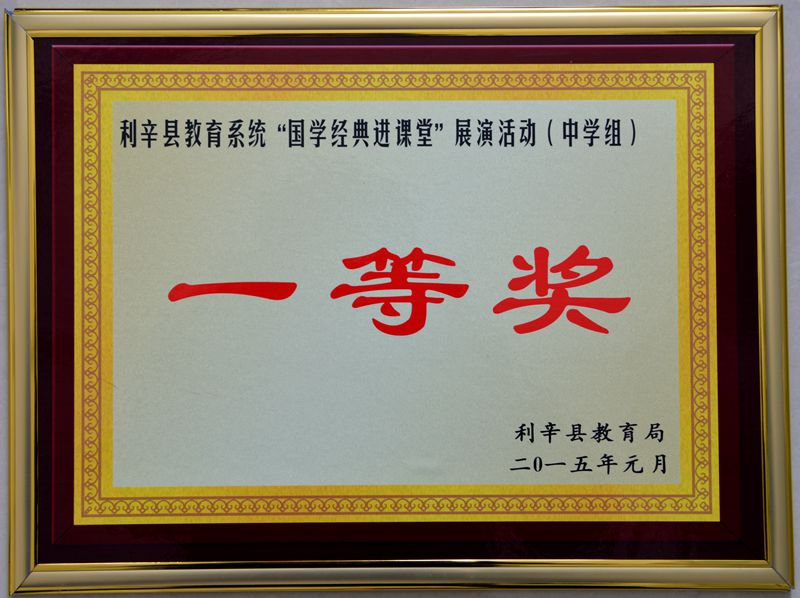 利辛县教育系统“国学经典进课堂”展演活动（中学组）
一等奖
利辛县教育局
二0一五年元月